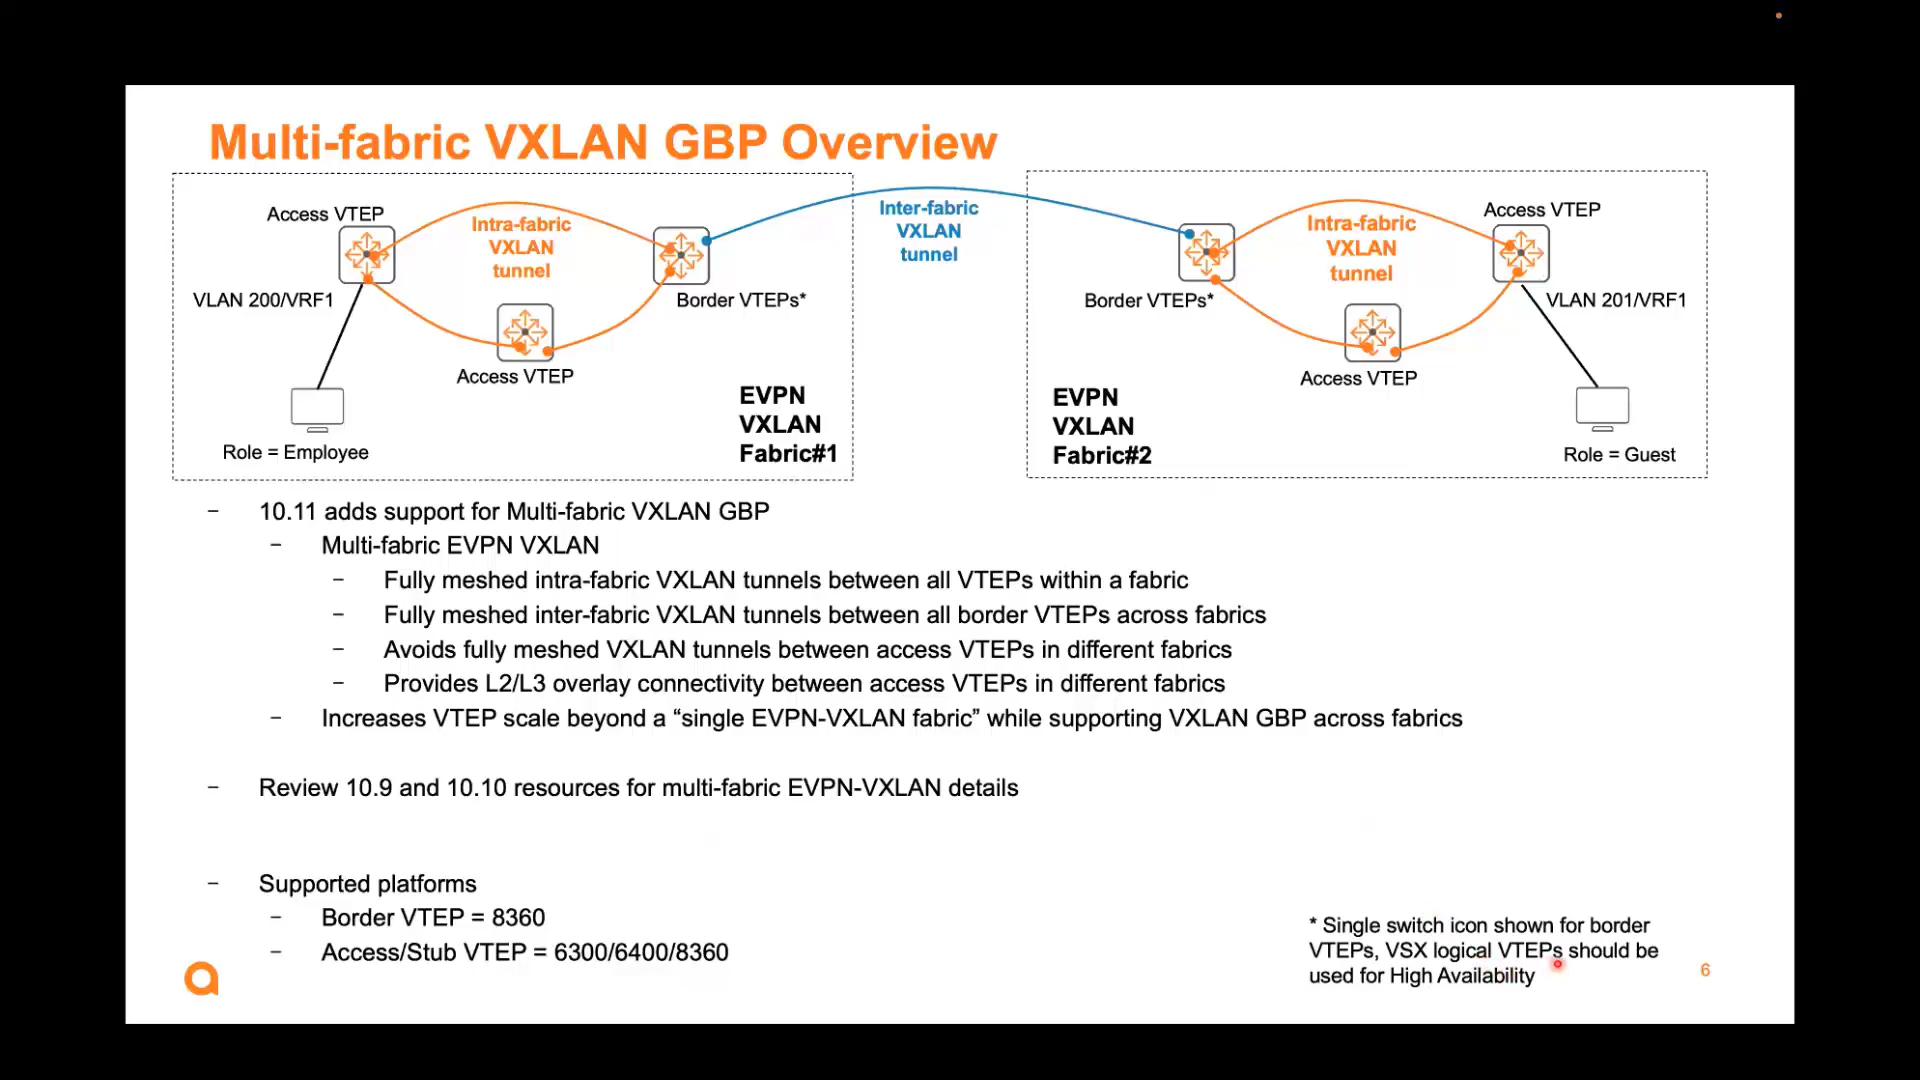 Multi-fabric VXLAN GBP Overview
Access VTEP
Intra-fabric
VXLAN
tunnel
VLAN 200/VRF1
Border VTEPs*
Access VTEP
Role = Employee
EVPN
VXLAN
Fabric#1
Inter-fabric
VXLAN
tunnel
Access VTEP
Intra-fabric
VXLAN
tunnel
Border VTEPs*
VLAN 201/VRF1
Access VTEP
EVPN
VXLAN
Fabric#2
Role = Guest
– 10.11 adds support for Multi-fabric VXLAN GBP
– Multi-fabric EVPN VXLAN
– Fully meshed intra-fabric VXLAN tunnels between all VTEPs within a fabric
– Fully meshed inter-fabric VXLAN tunnels between all border VTEPs across fabrics
– Avoids fully meshed VXLAN tunnels between access VTEPs in different fabrics
– Provides L2/L3 overlay connectivity between access VTEPs in different fabrics
– Increases VTEP scale beyond a “single EVPN-VXLAN fabric” while supporting VXLAN GBP across fabrics
– Review 10.9 and 10.10 resources for multi-fabric EVPN-VXLAN details
– Supported platforms
– Border VTEP = 8360
– Access/Stub VTEP = 6300/6400/8360
* Single switch icon shown for border
VTEPs, VSX logical VTEPs should be
used for High Availability
6